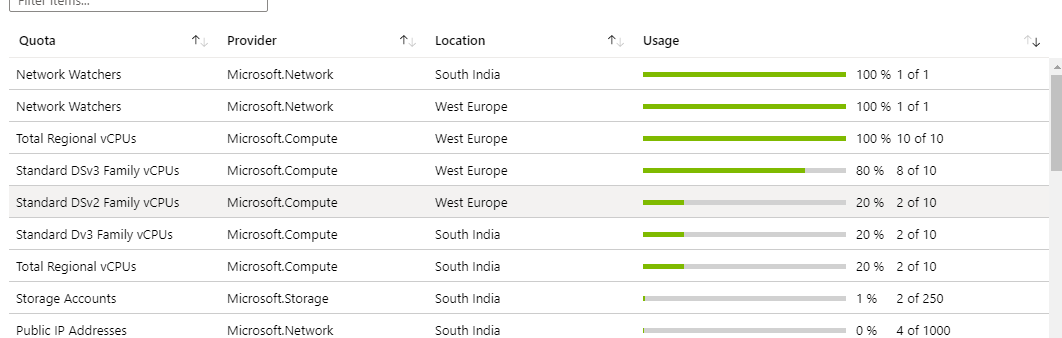 Filter items...
Quota Provider Location Usage
Network Watchers Microsoft.Network South India 100 % 1 of 1
Network Watchers Microsoft.Network West Europe 100 % 1 of 1
Total Regional vCPUs Microsoft.Compute West Europe 100 % 10 of 10
Standard DSv3 Family vCPUs Microsoft.Compute West Europe 80 % 8 of 10
Standard DSv2 Family vCPUs Microsoft.Compute West Europe 20 % 2 of 10
Standard Dv3 Family vCPUs Microsoft.Compute South India 20 % 2 of 10
Total Regional vCPUs Microsoft.Compute South India 20 % 2 of 10
Storage Accounts Microsoft.Storage South India 1 % 2 of 250
Public IP Addresses Microsoft.Network South India 0 % 4 of 1000